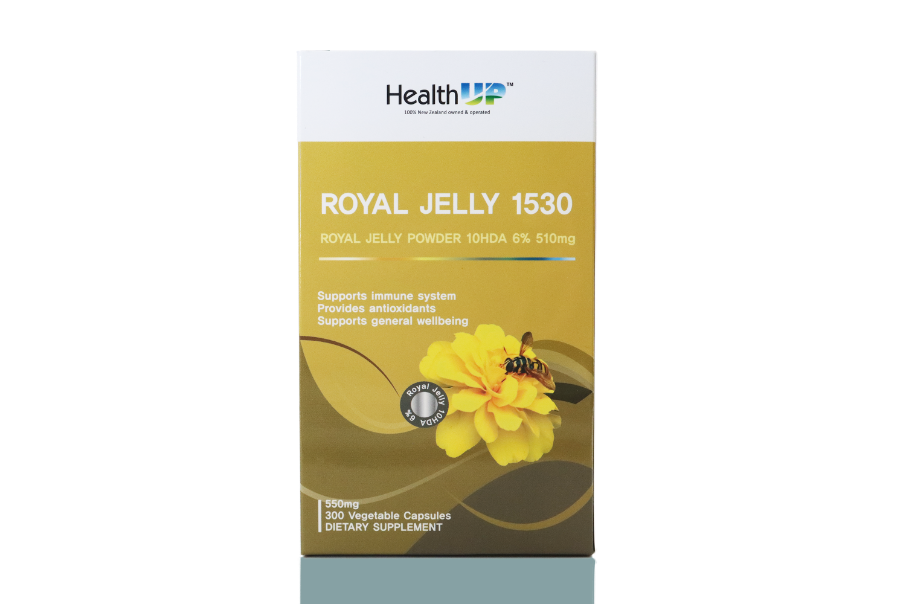 HealthUP™
100% New Zealand owned & operated
ROYAL JELLY 1530
ROYAL JELLY POWDER 10HDA 6% 510mg
Supports immune system
Provides antioxidants
Supports general wellbeing
Royal Jelly 10HDA 6%
550mg
300 Vegetable Capsules
DIETARY SUPPLEMENT